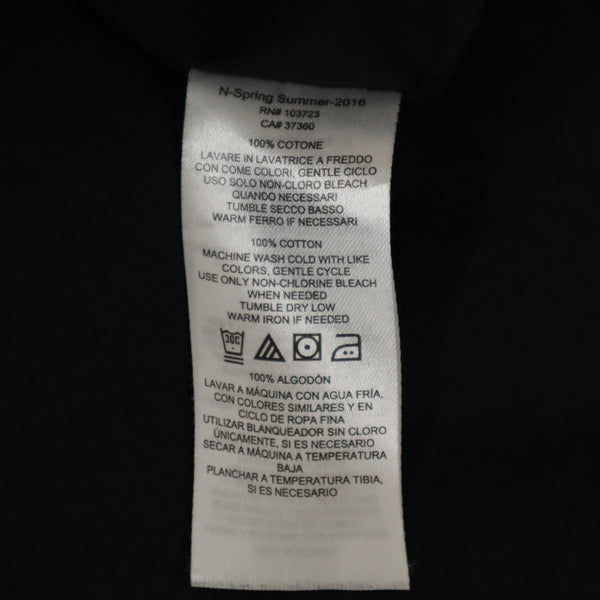 N-Spring Summer-2016
RN# 103723
CA# 37360
100% COTONE
LAVARE IN LAVATRICE A FREDDO
CON COME COLORI, GENTLE CICLO
USO SOLO NON-CLORO BLEACH
QUANDO NECESSARI
TUMBLE SECCO BASSO
WARM FERRO IF NECESSARI
100% COTTON
MACHINE WASH COLD WITH LIKE
COLORS, GENTLE CYCLE
USE ONLY NON-CHLORINE BLEACH
WHEN NEEDED
TUMBLE DRY LOW
WARM IRON IF NEEDED
30C
100% ALGODÓN
LAVAR A MÁQUINA CON AGUA FRÍA,
CON COLORES SIMILARES Y EN
CICLO DE ROPA FINA
UTILIZAR BLANQUEADOR SIN CLORO
ÚNICAMENTE, SI ES NECESARIO
SECAR A MÁQUINA A TEMPERATURA
BAJA
PLANCHAR A TEMPERATURA TIBIA,
SI ES NECESARIO